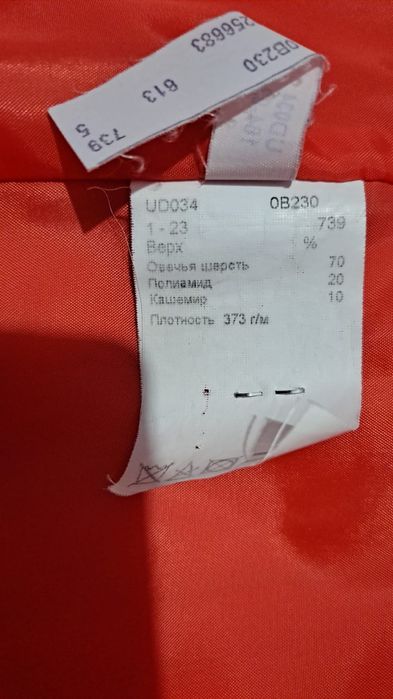 0B230
256683
613
739
5
UD034 0B230
1 - 23 739
Верх %
Овечья шерсть 70
Полиамид 20
Кашемир 10
Плотность 373 г/м